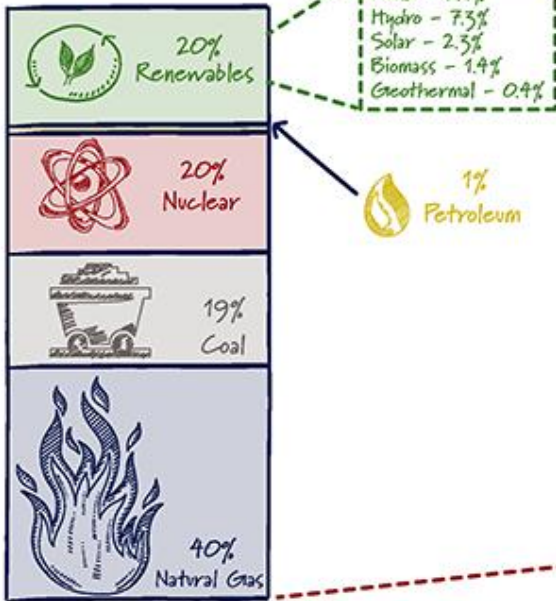 20%
Renewables
Hydro - 7.3%
Solar - 2.3%
Biomass - 1.4%
Geothermal - 0.4%
20%
Nuclear
1%
Petroleum
19%
Coal
40%
Natural Gas